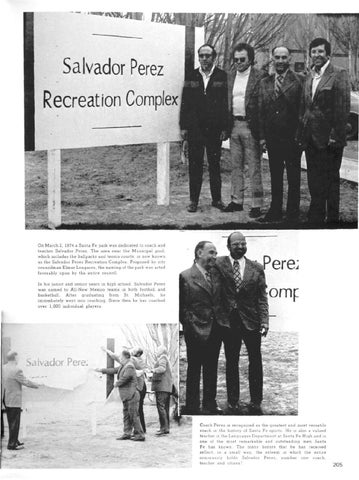 Salvador Perez
Recreation Complex
On March 2, 1974 a Santa Fe park was dedicated to coach and
teacher Salvador Perez. The area near the Municipal pool,
which includes the ballparks and tennis courts is now known
as the Salvador Perez Recreation Complex. Proposed by city
councilman Elmer Longacre, the naming of the park was acted
favorably upon by the entire council.
In his junior and senior years in high school, Salvador Perez
was named to All-New Mexico teams in both football and
Basketball. After graduating from St. Michaels, he
immediately went into teaching. Since then he has coached
over 1,000 individual players.
Perez
Comp
Salvador Perez
Coach Perez is recognized as the greatest and most versatile
coach in the history of Santa Fe sports. He is also a valued
teacher in the Languages Department at Santa Fe High and is
one of the most remarkable and outstanding men Santa
Fe has known. The many honors that he has received
reflect, in a small way, the esteem in which the entire
community holds Salvador Perez, number one coach,
teacher and citizen!
205